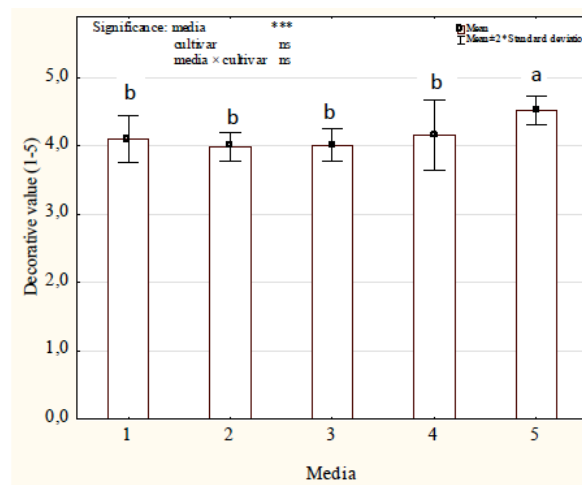 Significance: media ***
cultivar ns
media × cultivar ns
Mean
Mean±2*Standard deviatio
Decorative value (1-5)
5,0
4,0
3,0
2,0
1,0
0,0
b
b
b
b
a
1 2 3 4 5
Media